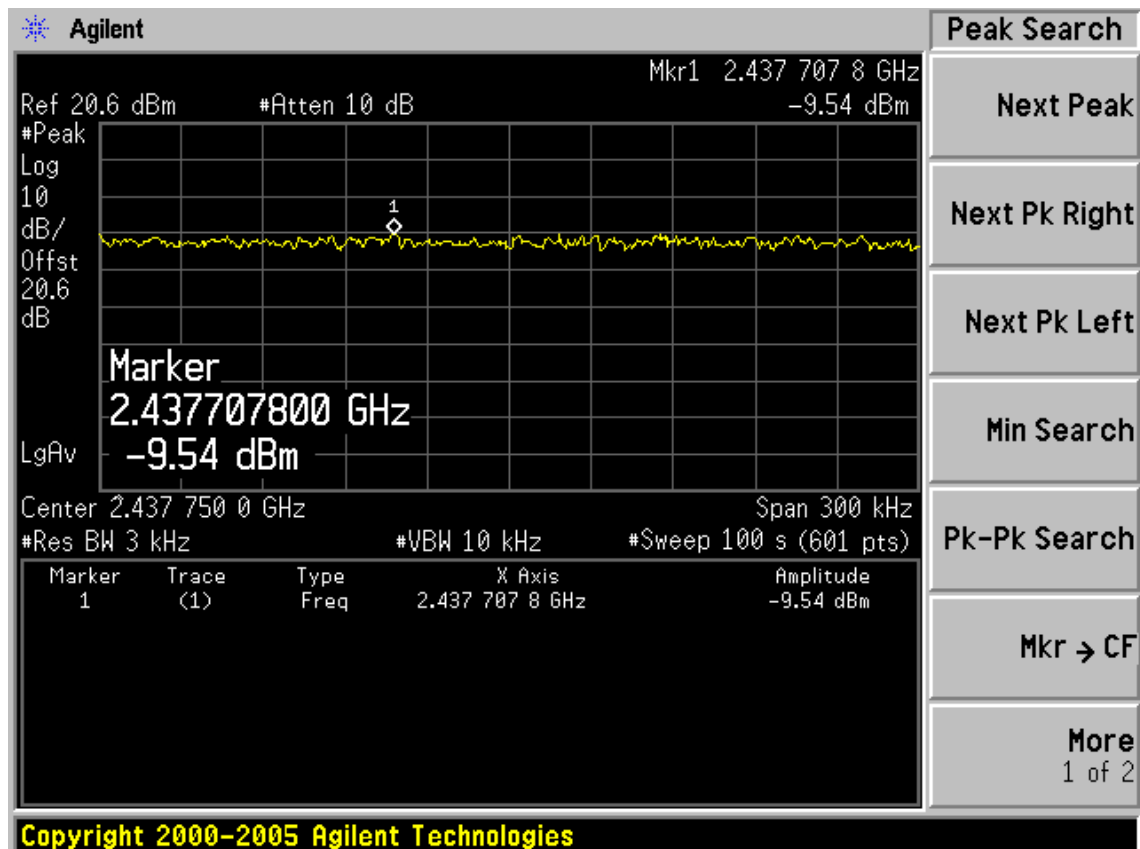 Agilent
Peak Search
Mkr1 2.437 707 8 GHz
Ref 20.6 dBm #Atten 10 dB -9.54 dBm
#Peak
Log
10
dB/
Offst
20.6
dB
LgAv
1
Marker
2.437707800 GHz
-9.54 dBm
Center 2.437 750 0 GHz Span 300 kHz
#Res BW 3 kHz #VBW 10 kHz #Sweep 100 s (601 pts)
Marker Trace Type X Axis Amplitude
1 (1) Freq 2.437 707 8 GHz -9.54 dBm
Next Peak
Next Pk Right
Next Pk Left
Min Search
Pk-Pk Search
Mkr → CF
More
1 of 2
Copyright 2000-2005 Agilent Technologies